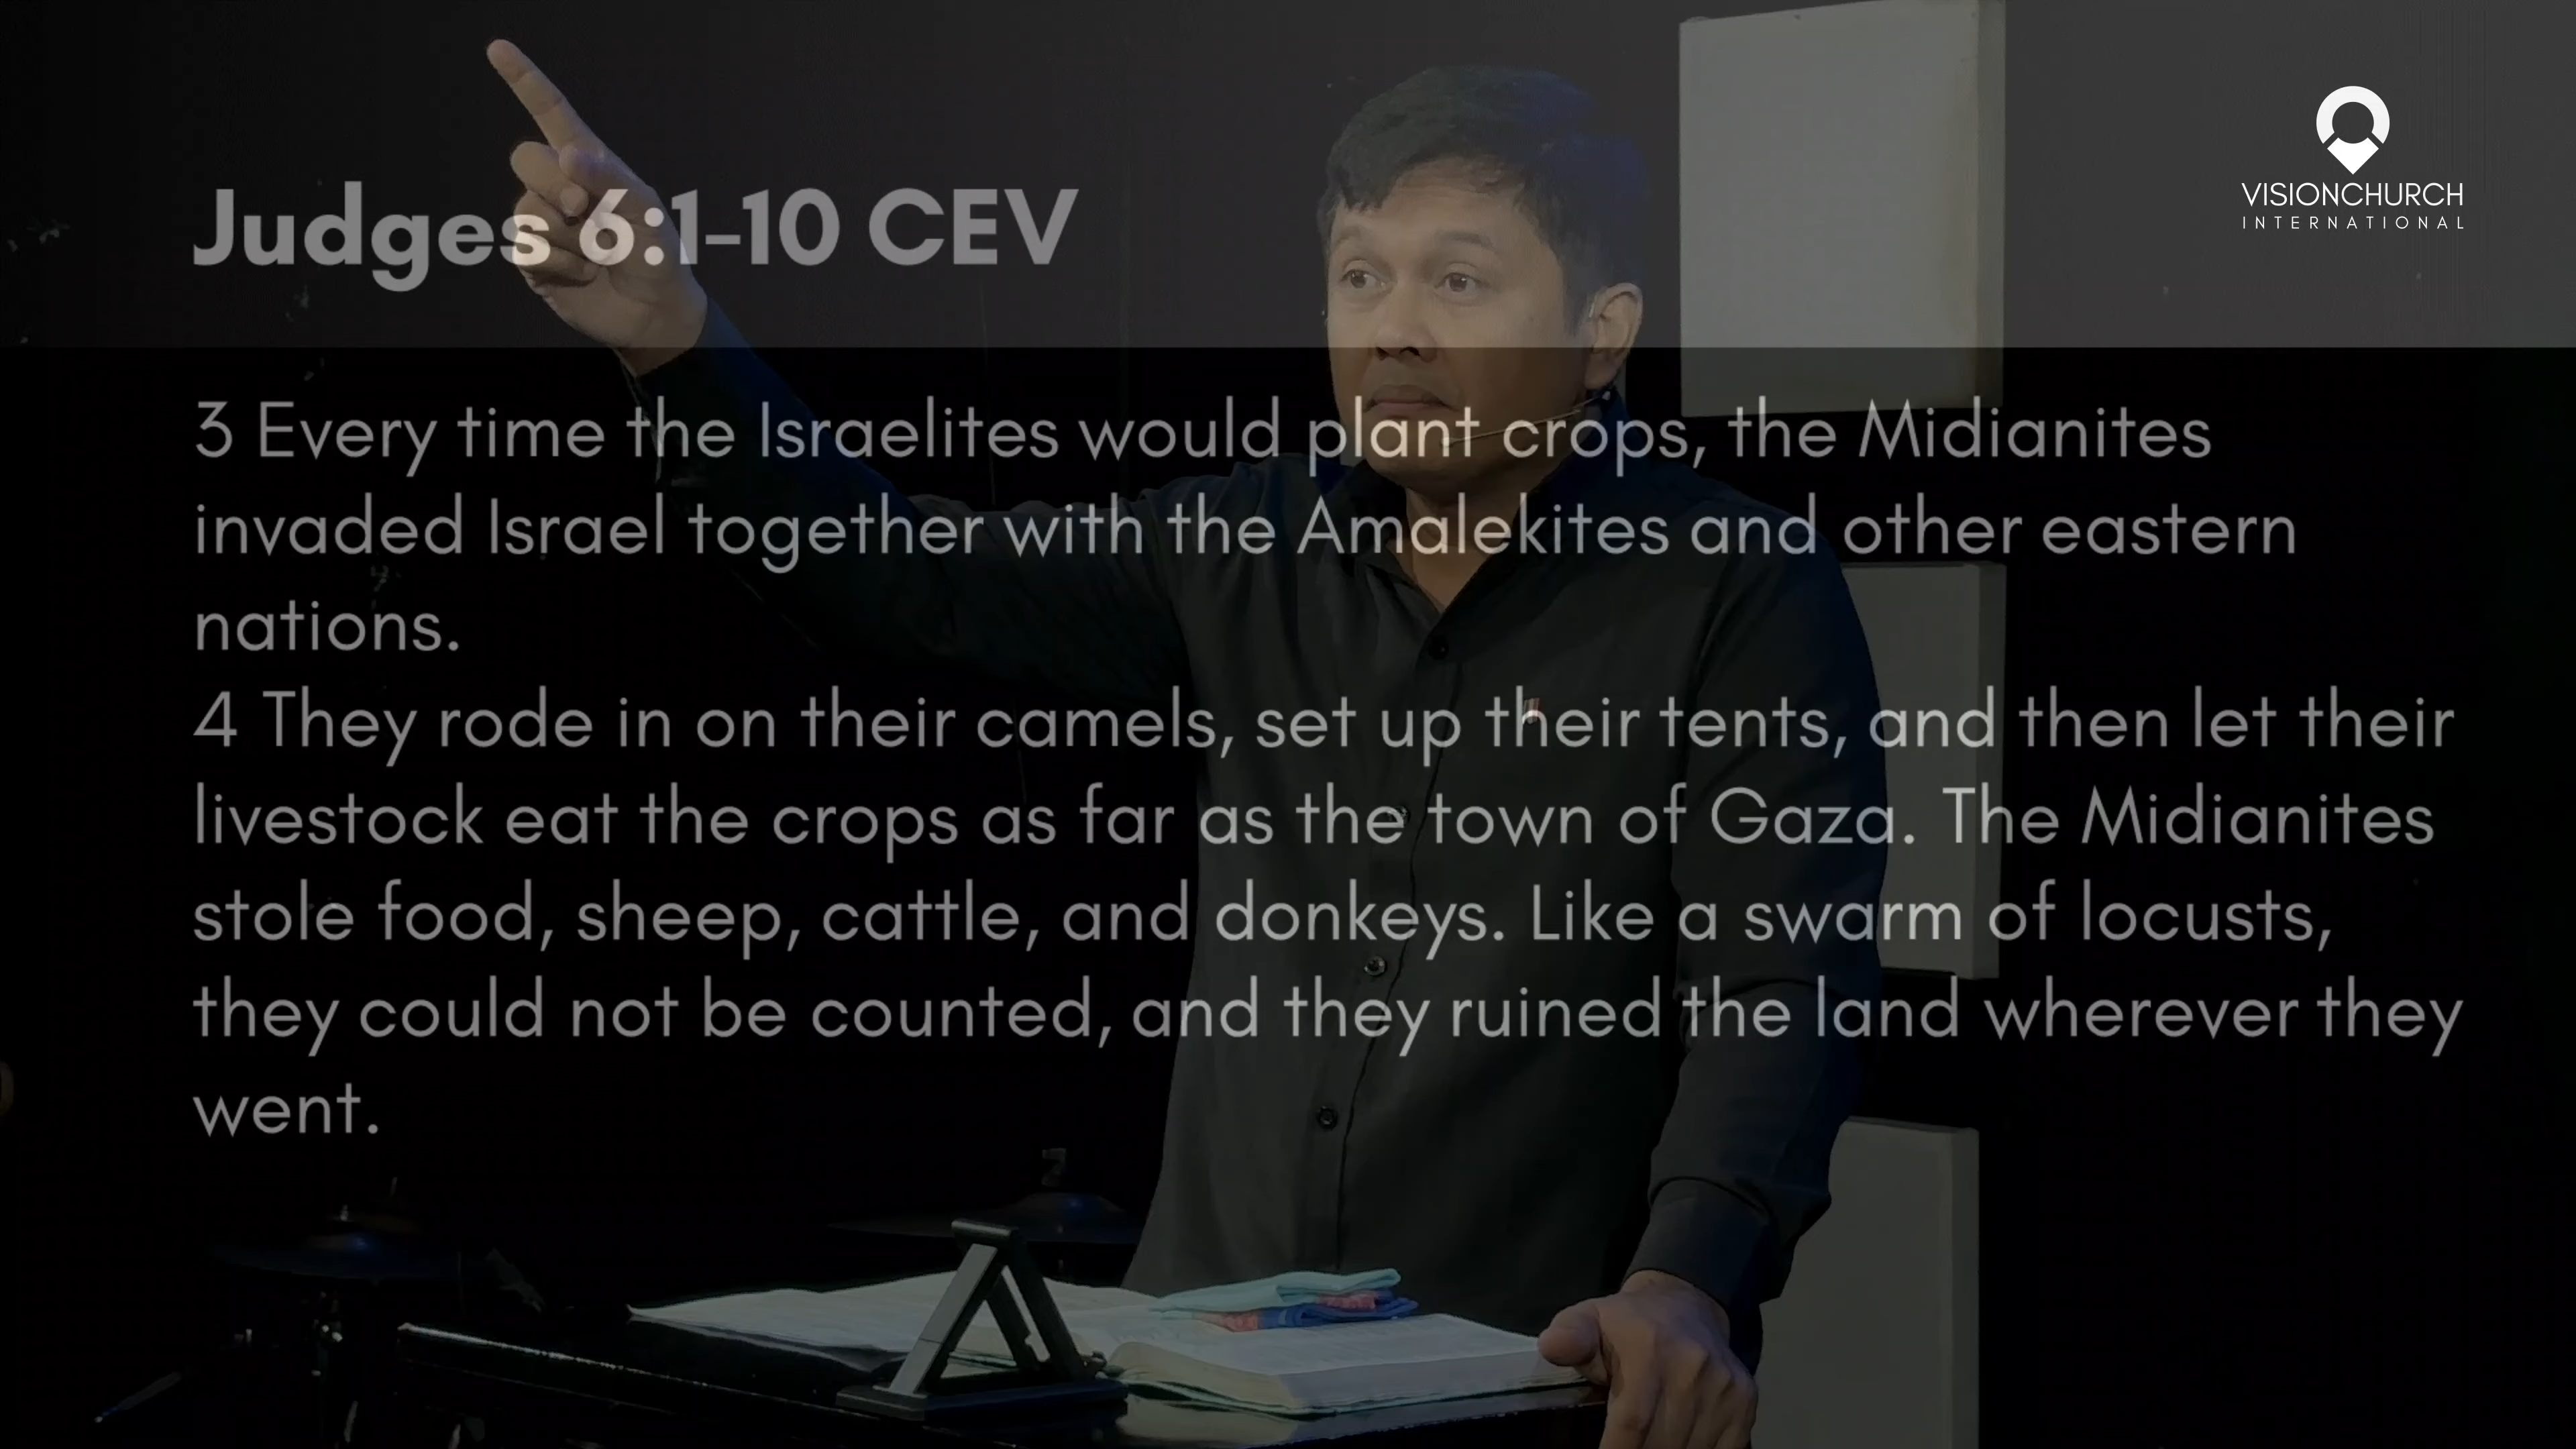 Judges 6:1-10 CEV
VISIONCHURCH
INTERNATIONAL
3 Every time the Israelites would plant crops, the Midianites
invaded Israel together with the Amalekites and other eastern
nations.
4 They rode in on their camels, set up their tents, and then let their
livestock eat the crops as far as the town of Gaza. The Midianites
stole food, sheep, cattle, and donkeys. Like a swarm of locusts,
they could not be counted, and they ruined the land wherever they
went.